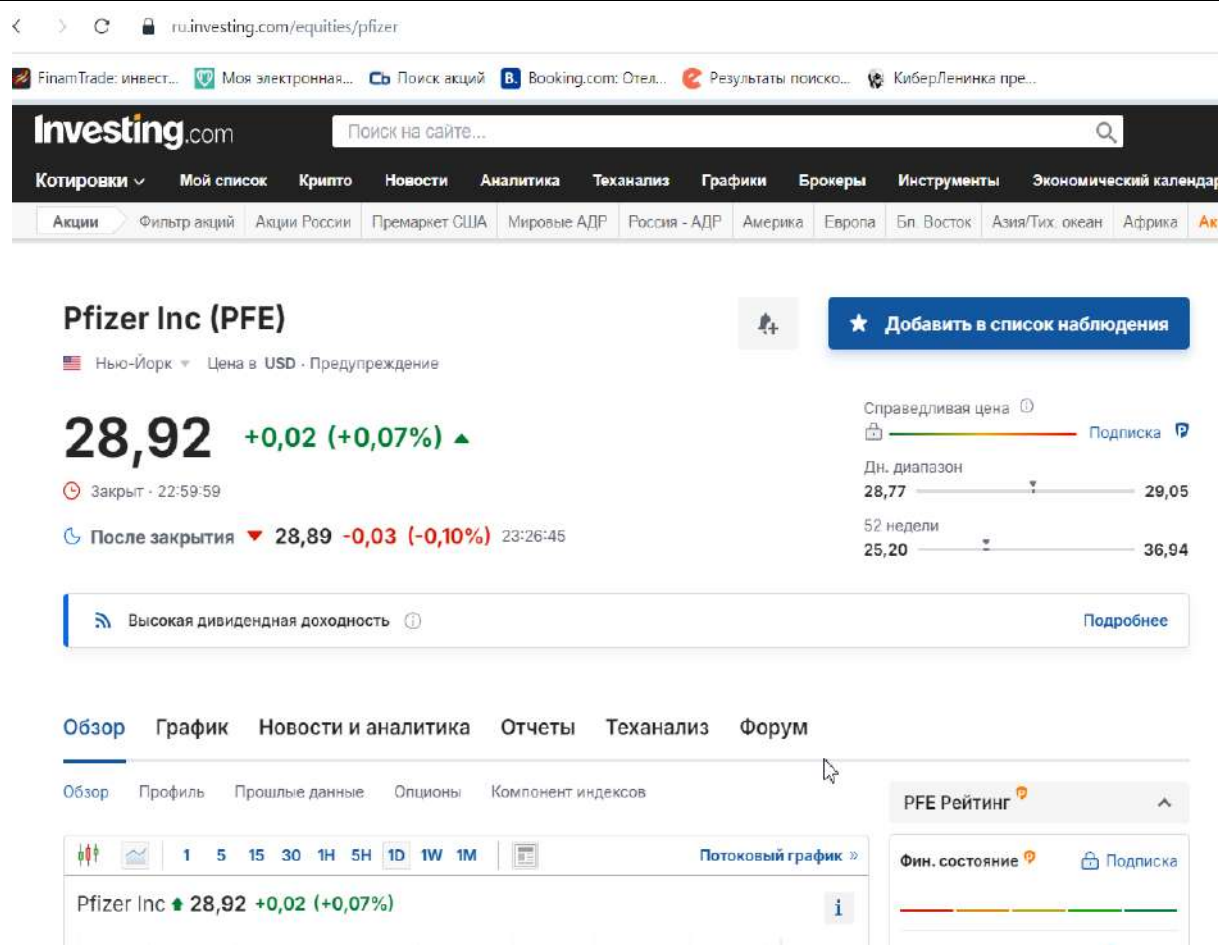 ru.investing.com/equities/pfizer
FinamTrade: инвест... Моя электронная... Сь Поиск акций B. Booking.com: Отел... Результаты поиско... КиберЛенинка пре...
Investing.com Поиск на сайте...
Котировки Мой список Крипто Новости Аналитика Теханализ Графики Брокеры Инструменты Экономический календар
Акции Фильтр акций Акции России Премаркет США Мировые АДР Россия - АДР Америка Европа Бл. Восток Азия/Тих. океан Африка Ак
Pfizer Inc (PFE)
Добавить в список наблюдения
Нью-Йорк Цена в USD · Предупреждение
Справедливая цена
28,92 +0,02 (+0,07%)
Подписка
Дн. диапазон
Закрыт · 22:59:59
28,77 29,05
52 недели
После закрытия 28,89 -0,03 (-0,10%) 23:26:45
25,20 36,94
Высокая дивидендная доходность Подробнее
Обзор График Новости и аналитика Отчеты Теханализ Форум
Обзор Профиль Прошлые данные Опционы Компонент индексов
PFE Рейтинг
1 5 15 30 1H 5H 1D 1W 1M Потоковый график »
Фин. состояние Подписка
Pfizer Inc 28,92 +0,02 (+0,07%)